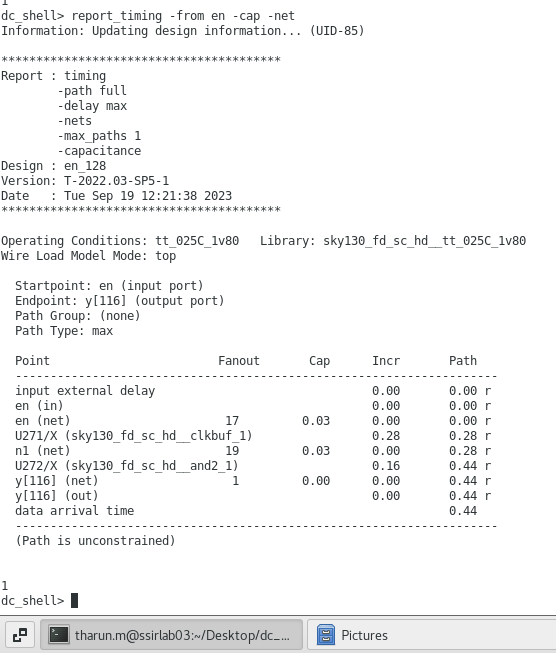 1
dc_shell> report_timing -from en -cap -net
Information: Updating design information... (UID-85)
****************************************
Report : timing
        -path full
        -delay max
        -nets
        -max_paths 1
        -capacitance
Design : en_128
Version: T-2022.03-SP5-1
Date   : Tue Sep 19 12:21:38 2023
****************************************
Operating Conditions: tt_025C_1v80   Library: sky130_fd_sc_hd__tt_025C_1v80
Wire Load Model Mode: top
  Startpoint: en (input port)
  Endpoint: y[116] (output port)
  Path Group: (none)
  Path Type: max
  Point                        Fanout       Cap      Incr       Path
  ---------------------------------------------------------------------
  input external delay                               0.00       0.00 r
  en (in)                                            0.00       0.00 r
  en (net)                      17         0.03      0.00       0.00 r
  U271/X (sky130_fd_sc_hd__clkbuf_1)                 0.28       0.28 r
  n1 (net)                      19         0.03      0.00       0.28 r
  U272/X (sky130_fd_sc_hd__and2_1)                   0.16       0.44 r
  y[116] (net)                   1         0.00      0.00       0.44 r
  y[116] (out)                                       0.00       0.44 r
  data arrival time                                             0.44
  ---------------------------------------------------------------------
  (Path is unconstrained)
1
dc_shell>
tharun.m@ssirlab03:~/Desktop/dc_... Pictures